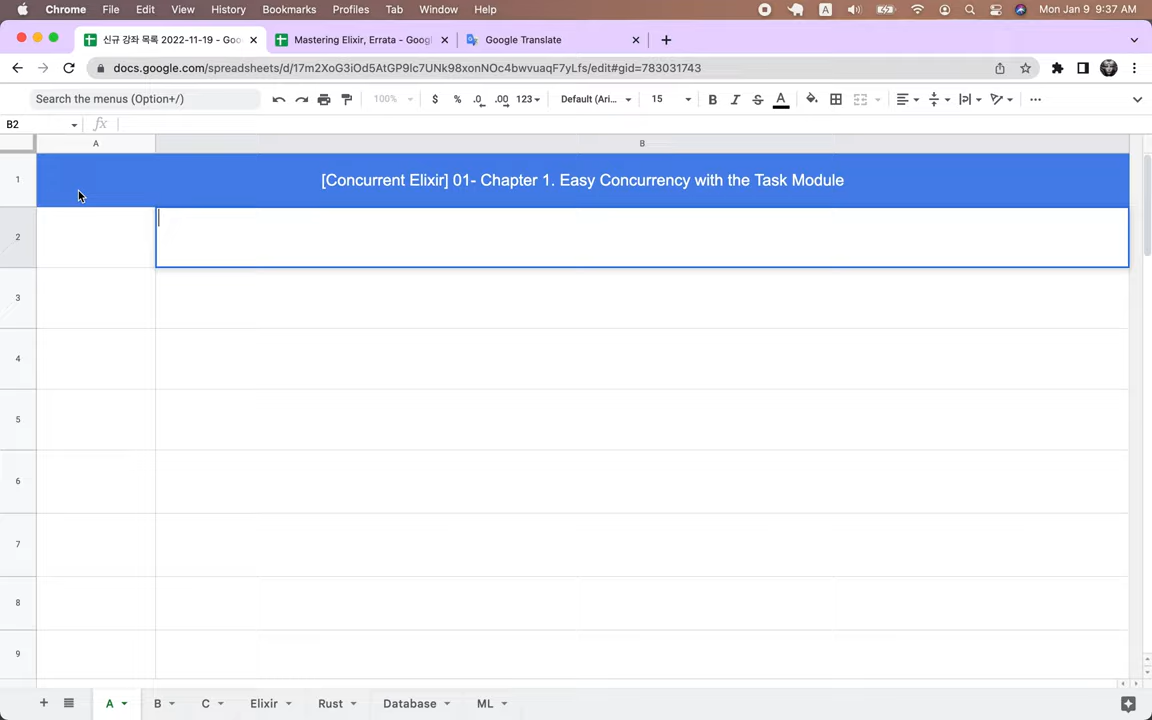 Chrome File Edit View History Bookmarks Profiles Tab Window Help A Mon Jan 9 9:37 AM
신규 강좌 목록 2022-11-19 - Goo Mastering Elixir, Errata - Googl Google Translate
docs.google.com/spreadsheets/d/17m2XoG3iOd5AtGP9lc7UNk98xonNOc4bwvuaqF7yLfs/edit#gid=783031743
Search the menus (Option+/) 100% $ % .0 .00 123 Default (Ari... 15 B I S A
B2 fx
A B
1 [Concurrent Elixir] 01- Chapter 1. Easy Concurrency with the Task Module
2
3
4
5
6
7
8
9
A B C Elixir Rust Database ML